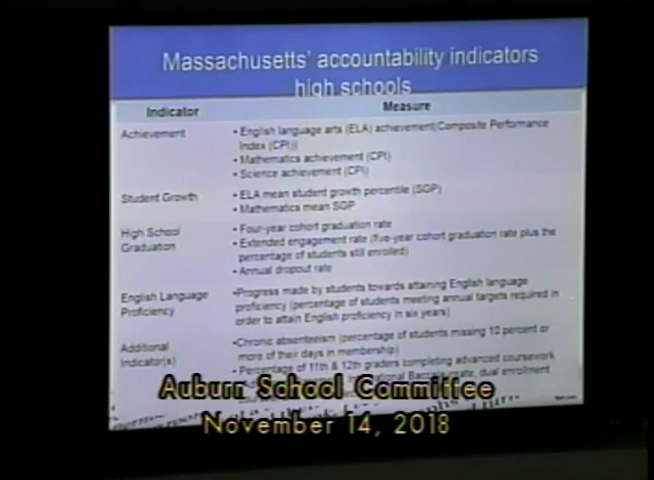 Massachusetts' accountability indicators
high schools
Indicator
Measure
Achievement
• English language arts (ELA) achievement(Composite Performance
Index (CPI))
• Mathematics achievement (CPI)
• Science achievement (CPI)
Student Growth
• ELA mean student growth percentile (SGP)
• Mathematics mean SGP
High School
Graduation
• Four-year cohort graduation rate
• Extended engagement rate (five-year cohort graduation rate plus the
percentage of students still enrolled)
• Annual dropout rate
English Language
Proficiency
•Progress made by students towards attaining English language
proficiency (percentage of students meeting annual targets required in
order to attain English proficiency in six years)
Additional
Indicator(s)
•Chronic absenteeism (percentage of students missing 10 percent or
more of their days in membership)
• Percentage of 11th & 12th graders completing advanced coursework
International Baccalaureate, dual enrollment
Auburn School Committee
November 14, 2018